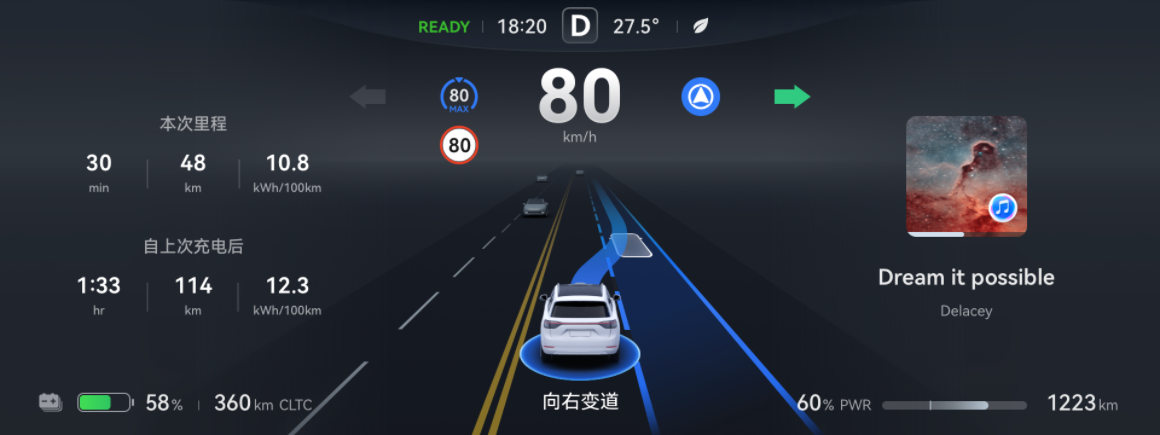 READY 18:20 D 27.5°
80 MAX
80
80
km/h
本次里程
30 48 10.8
min km kWh/100km
自上次充电后
1:33 114 12.3
hr km kWh/100km
Dream it possible
Delacey
向右变道
58% 360 km CLTC
60% PWR 1223 km